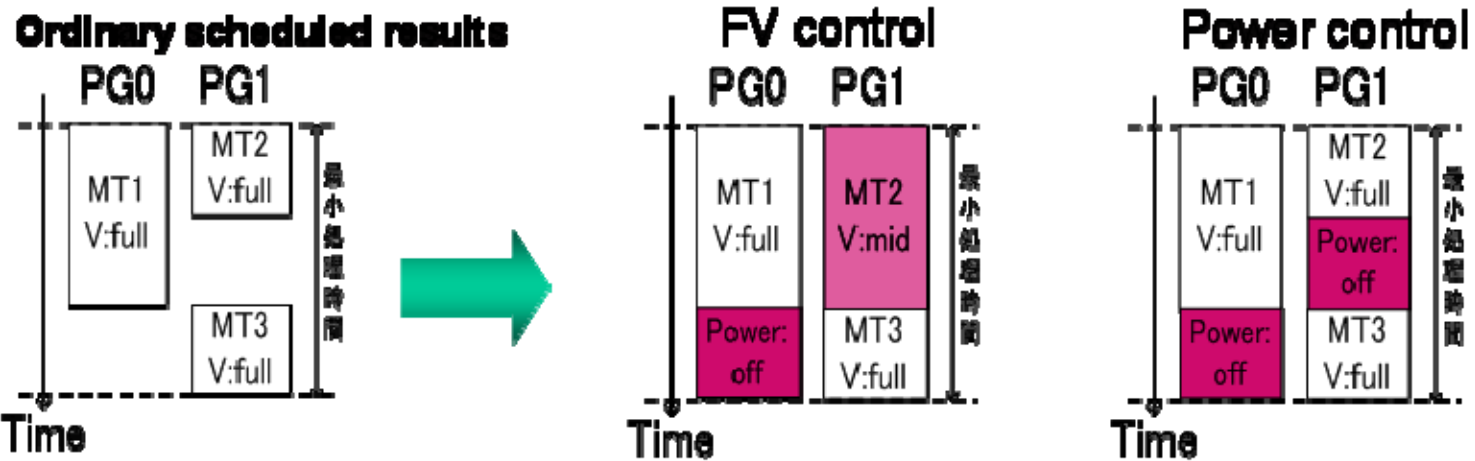 Ordinary scheduled results
PG0 PG1
MT1
V:full
MT2
V:full
MT3
V:full
最小処理時間
Time
FV control
PG0 PG1
MT1
V:full
Power:
off
MT2
V:mid
MT3
V:full
最小処理時間
Time
Power control
PG0 PG1
MT1
V:full
Power:
off
MT2
V:full
Power:
off
MT3
V:full
最小処理時間
Time